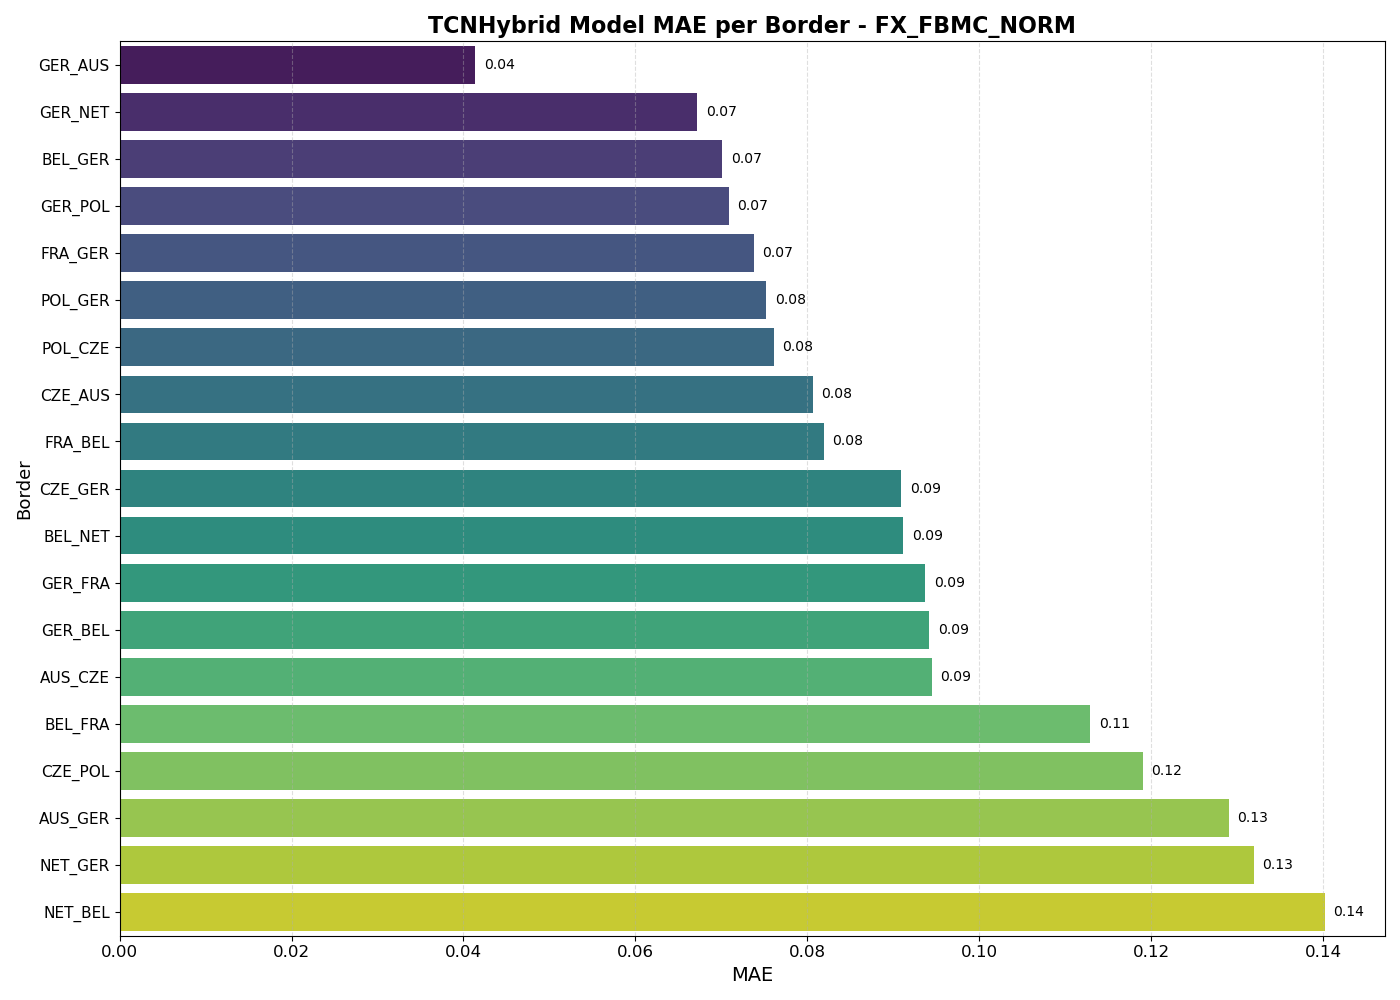 TCNHybrid Model MAE per Border - FX_FBMC_NORM
Border
GER_AUS 0.04
GER_NET 0.07
BEL_GER 0.07
GER_POL 0.07
FRA_GER 0.07
POL_GER 0.08
POL_CZE 0.08
CZE_AUS 0.08
FRA_BEL 0.08
CZE_GER 0.09
BEL_NET 0.09
GER_FRA 0.09
GER_BEL 0.09
AUS_CZE 0.09
BEL_FRA 0.11
CZE_POL 0.12
AUS_GER 0.13
NET_GER 0.13
NET_BEL 0.14
0.00 0.02 0.04 0.06 0.08 0.10 0.12 0.14
MAE